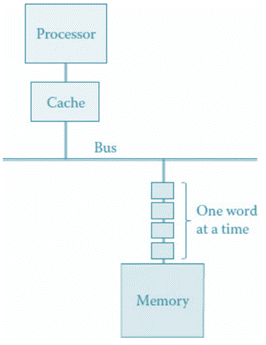 Processor
Cache
Bus
One word
at a time
Memory